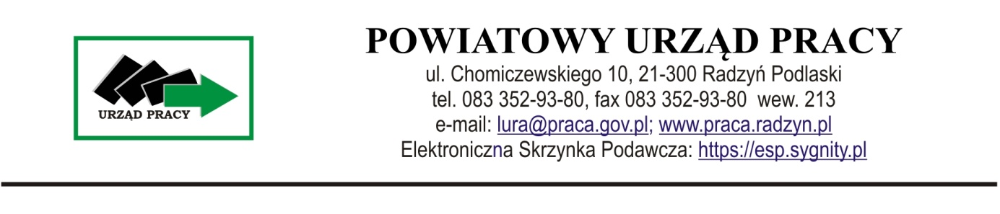 POWIATOWY URZĄD PRACY
ul. Chomiczewskiego 10, 21-300 Radzyń Podlaski
tel. 083 352-93-80, fax 083 352-93-80  wew. 213
e-mail: lura@praca.gov.pl; www.praca.radzyn.pl
Elektroniczna Skrzynka Podawcza: https://esp.sygnity.pl
URZĄD PRACY